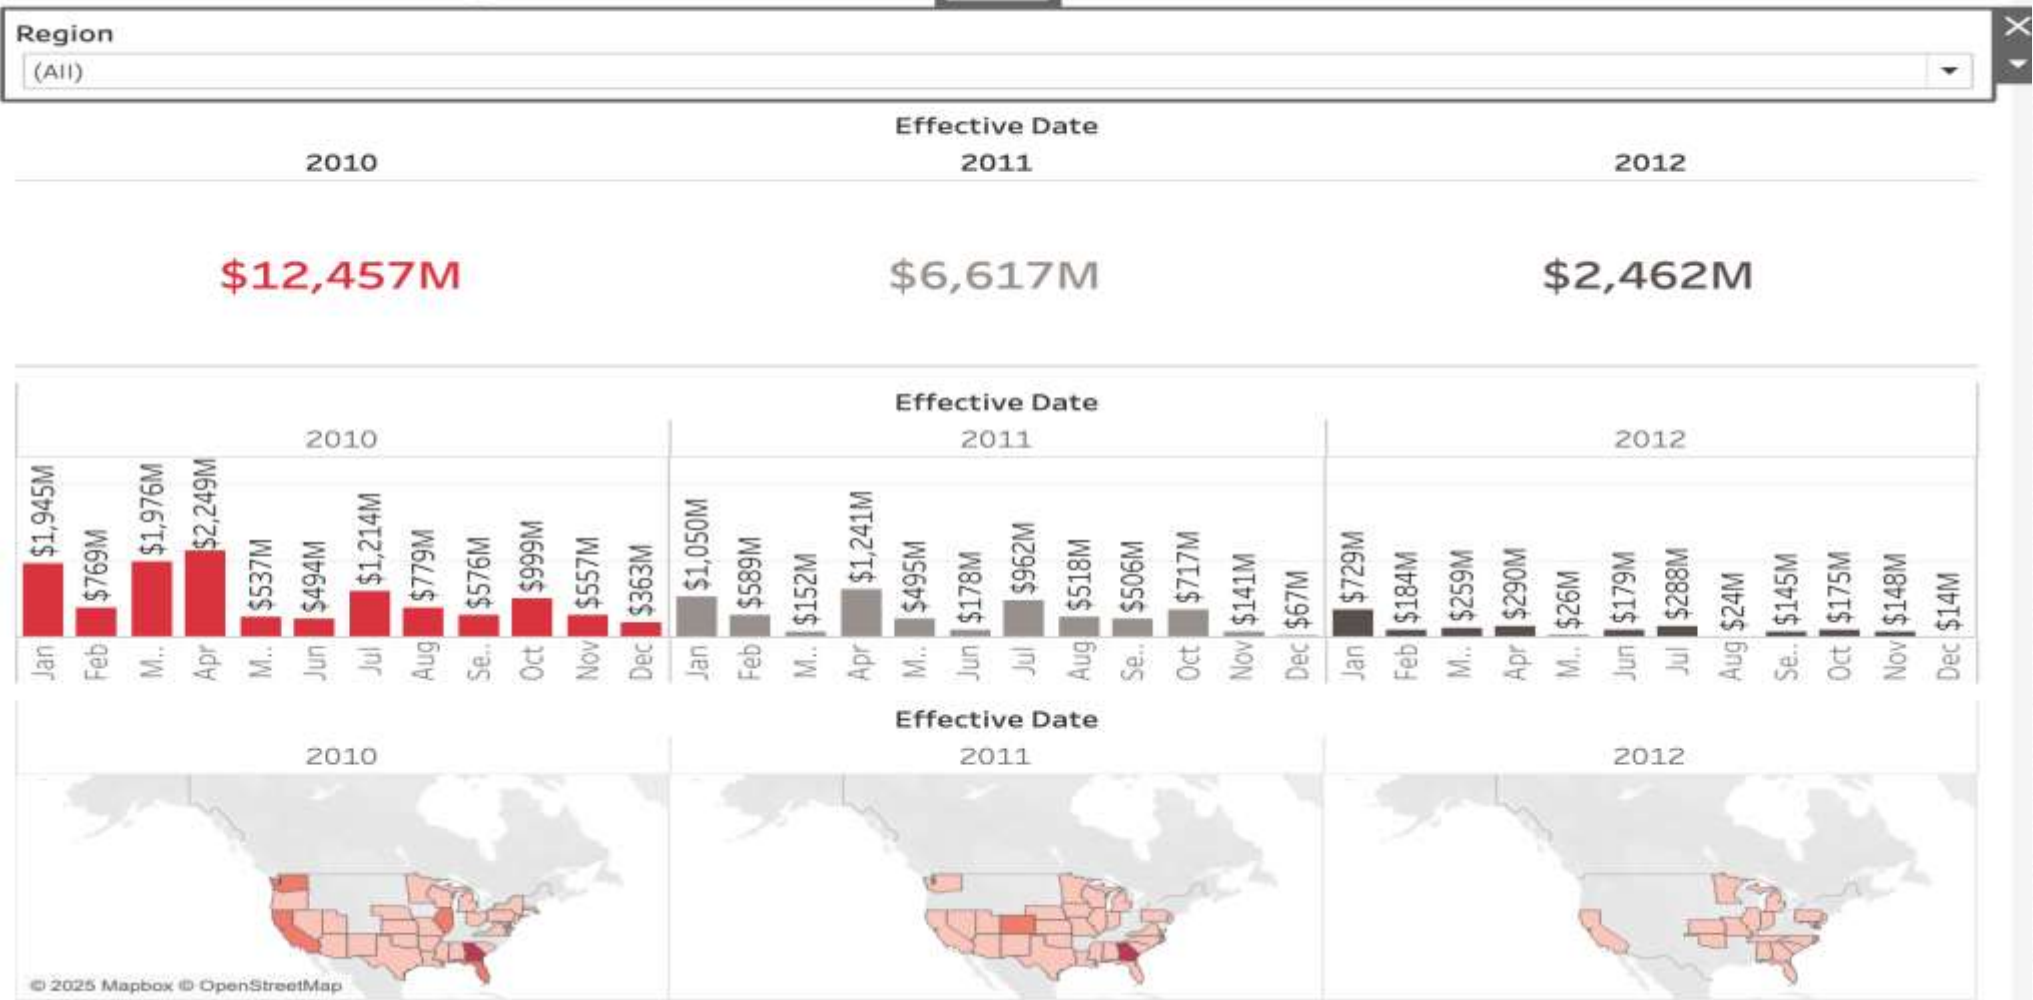 Region
(All)
Effective Date
2010 2011 2012
$12,457M $6,617M $2,462M
Effective Date
2010 2011 2012
$1,945M $769M $1,976M $2,249M $537M $494M $1,214M $779M $576M $999M $557M $363M $1,050M $589M $152M $1,241M $495M $178M $962M $518M $506M $717M $141M $67M $729M $184M $259M $290M $26M $179M $288M $24M $145M $175M $148M $14M
Jan Feb M.. Apr M.. Jun Jul Aug Se.. Oct Nov Dec Jan Feb M.. Apr M.. Jun Jul Aug Se.. Oct Nov Dec Jan Feb M.. Apr M.. Jun Jul Aug Se.. Oct Nov Dec
Effective Date
2010 2011 2012
© 2025 Mapbox © OpenStreetMap